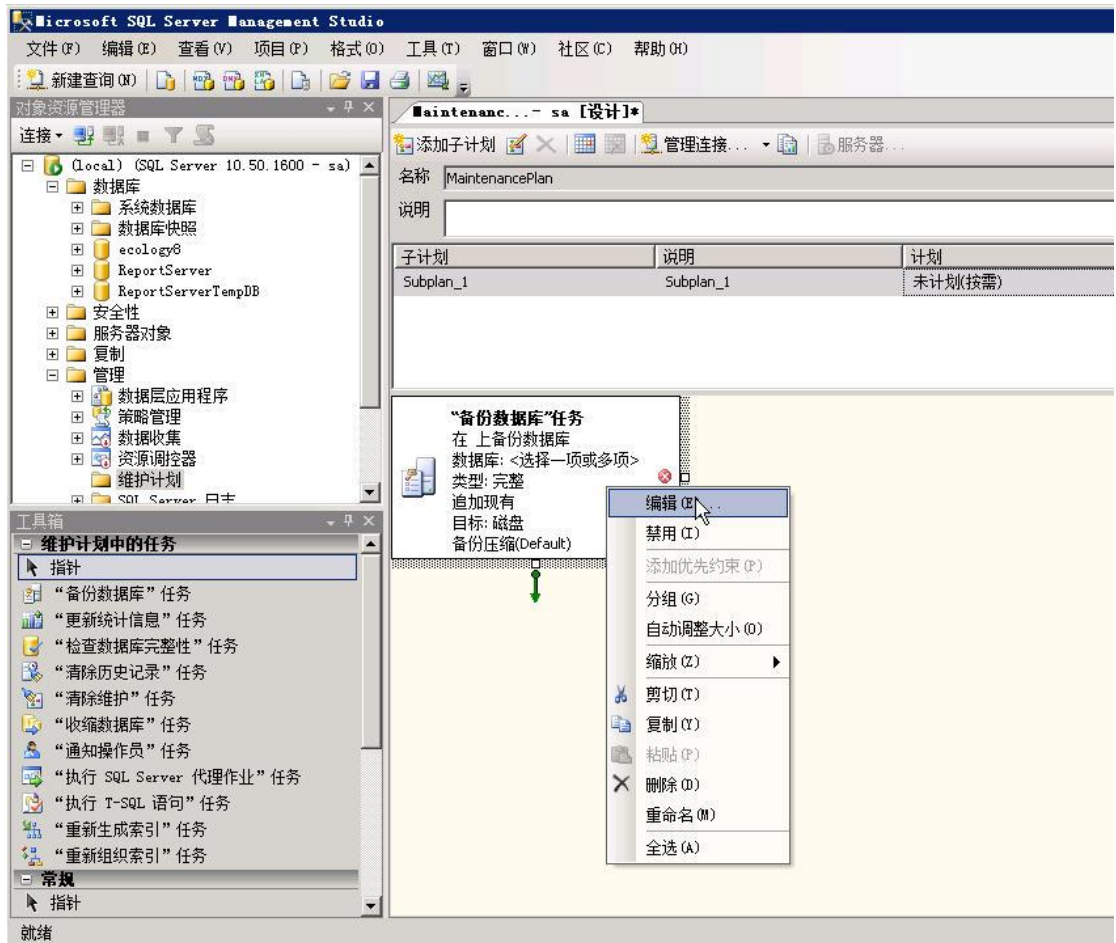 Microsoft SQL Server Management Studio
文件(F) 编辑(E) 查看(V) 项目(P) 格式(O) 工具(T) 窗口(W) 社区(C) 帮助(H)
新建查询(N)
对象资源管理器
连接
(local) (SQL Server 10.50.1600 - sa)
数据库
系统数据库
数据库快照
ecology8
ReportServer
ReportServerTempDB
安全性
服务器对象
复制
管理
数据层应用程序
策略管理
数据收集
资源调控器
维护计划
SQL Server 日志
工具箱
维护计划中的任务
指针
“备份数据库”任务
“更新统计信息”任务
“检查数据库完整性”任务
“清除历史记录”任务
“清除维护”任务
“收缩数据库”任务
“通知操作员”任务
“执行 SQL Server 代理作业”任务
“执行 T-SQL 语句”任务
“重新生成索引”任务
“重新组织索引”任务
常规
指针
就绪
Maintenanc...- sa [设计]*
添加子计划 管理连接... 服务器...
名称 MaintenancePlan
说明
子计划 说明 计划
Subplan_1 Subplan_1 未计划(按需)
“备份数据库”任务
在 上备份数据库
数据库: <选择一项或多项>
类型: 完整
追加现有
目标: 磁盘
备份压缩(Default)
编辑(E)...
禁用(I)
添加优先约束(P)
分组(G)
自动调整大小(O)
缩放(Z)
剪切(T)
复制(Y)
粘贴(P)
删除(D)
重命名(M)
全选(A)